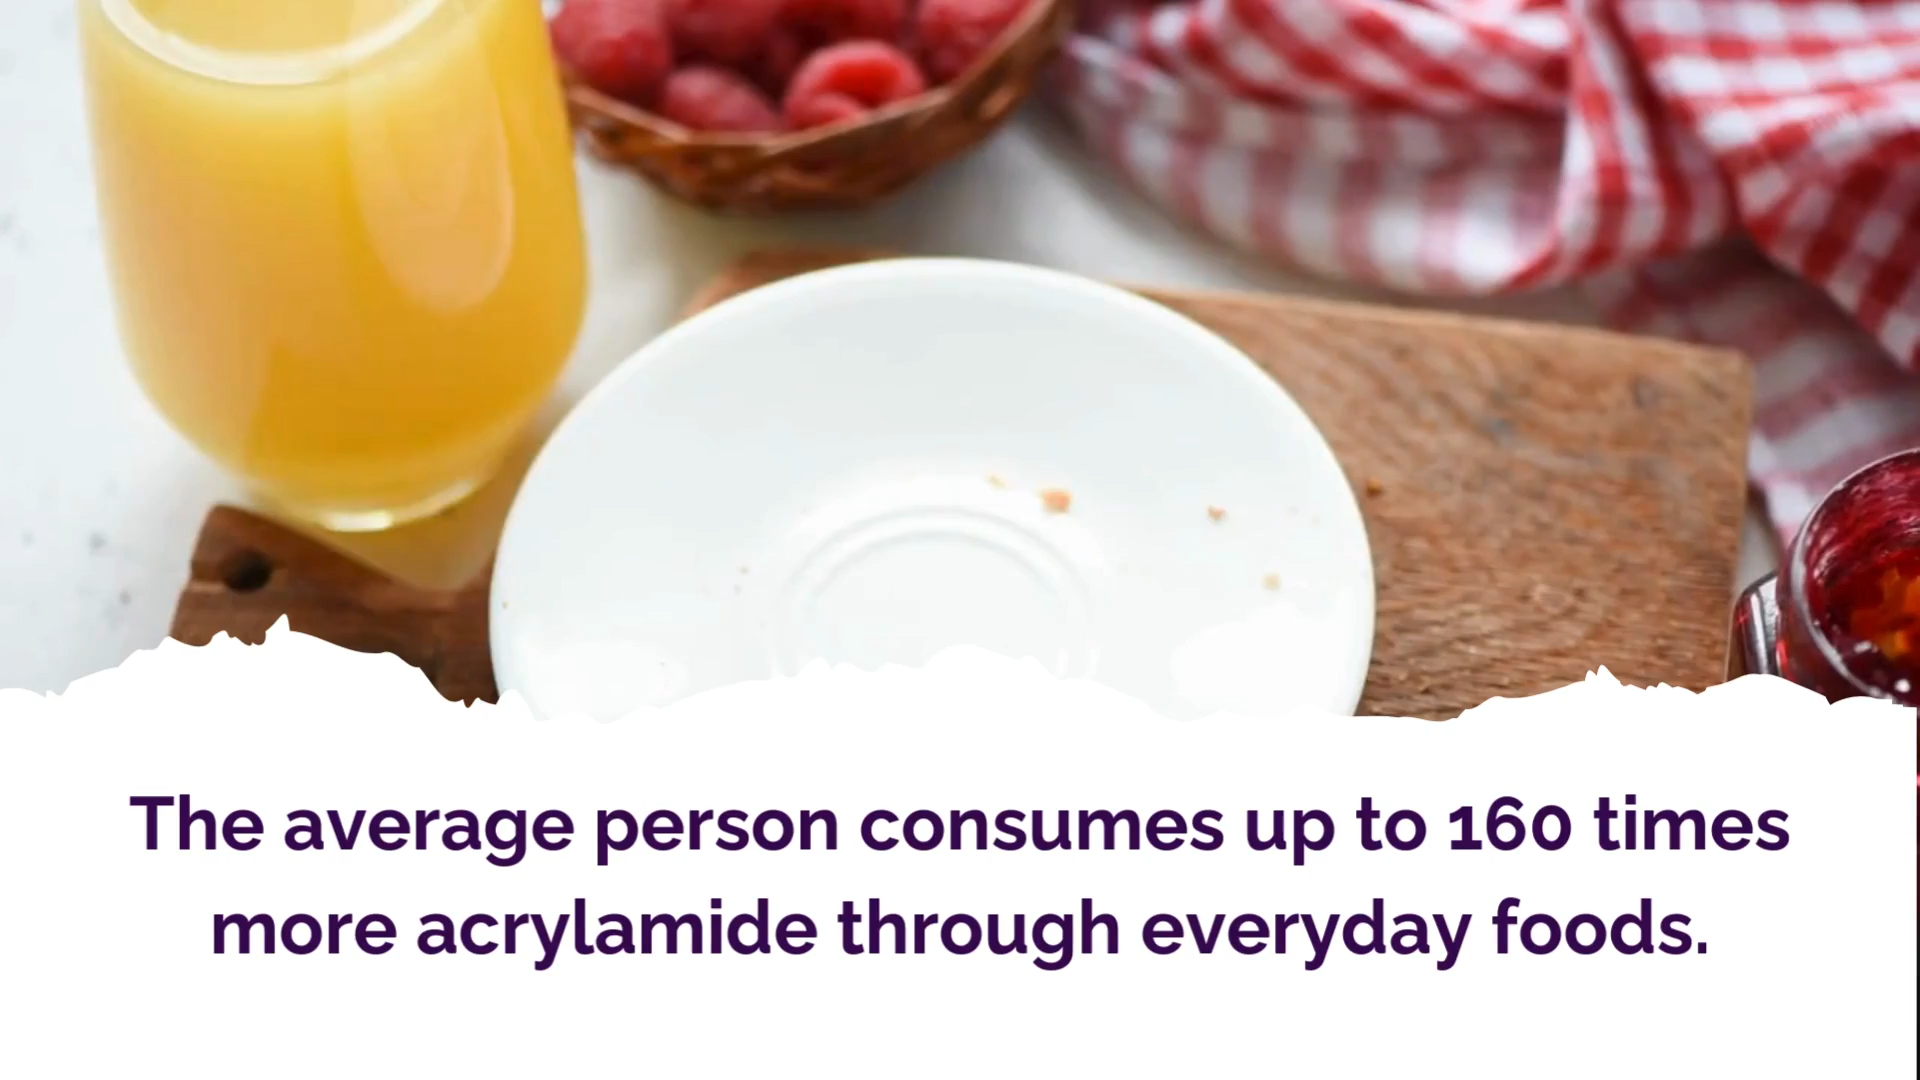 The average person consumes up to 160 times
more acrylamide through everyday foods.